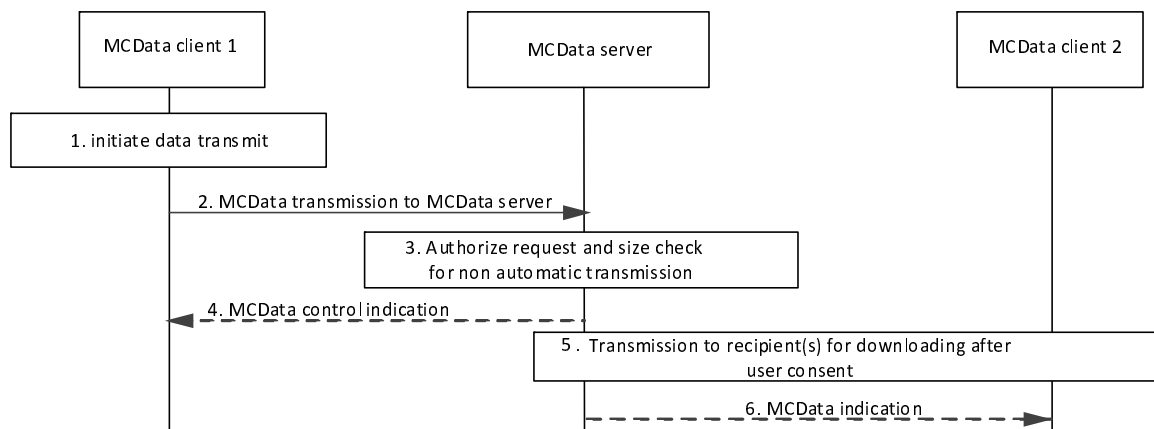 MCData client 1
MCData server
MCData client 2
1. initiate data transmit
2. MCData transmission to MCData server
3. Authorize request and size check
for non automatic transmission
4. MCData control indication
5 . Transmission to recipient(s) for downloading after
user consent
6. MCData indication